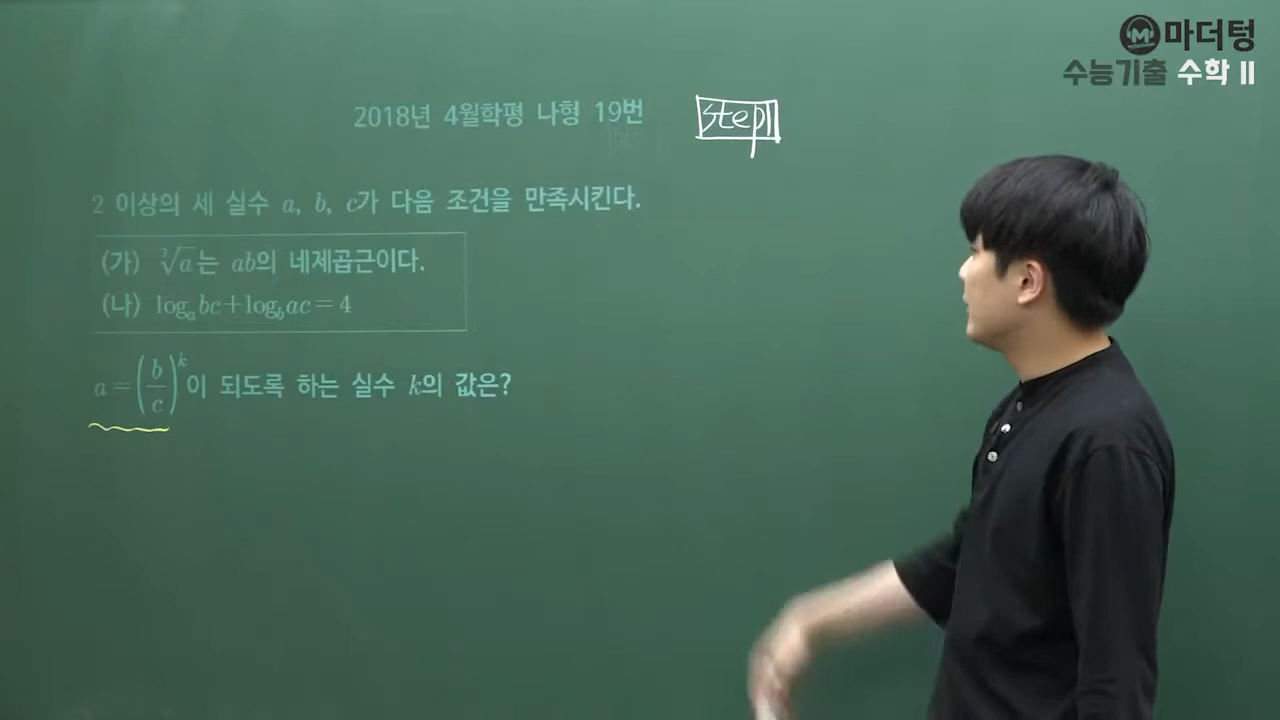 마더텅
수능기출 수학 II
2018년 4월학평 나형 19번
step1
2 이상의 세 실수 a, b, c가 다음 조건을 만족시킨다.
(가) ∛a는 ab의 네제곱근이다.
(나) logₐbc+log_b ac=4
a=(b/c)^k이 되도록 하는 실수 k의 값은?